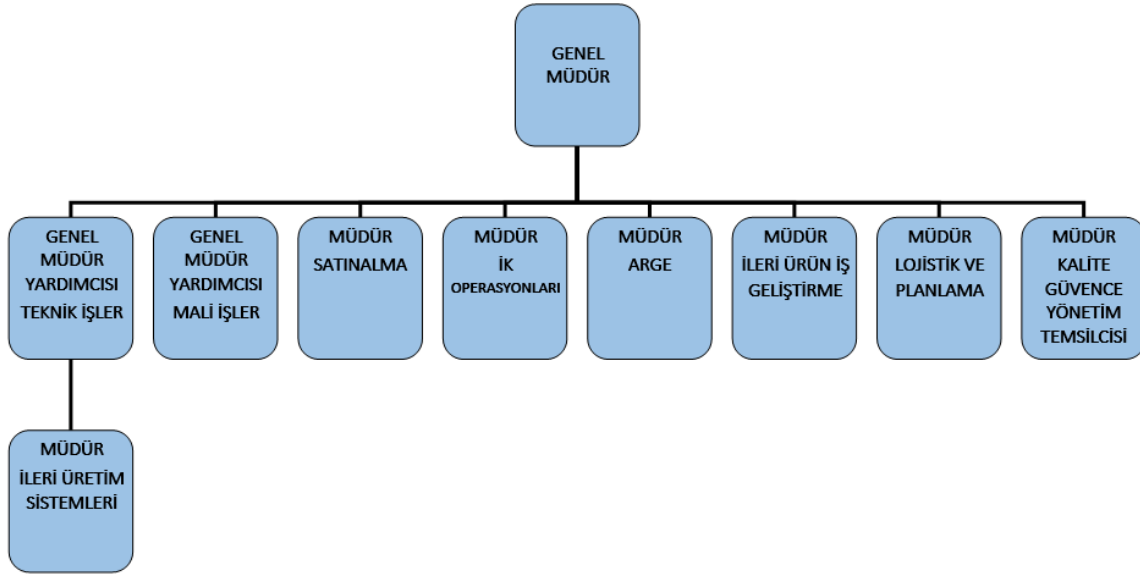 GENEL
MÜDÜR
GENEL
MÜDÜR
YARDIMCISI
TEKNİK İŞLER
GENEL
MÜDÜR
YARDIMCISI
MALİ İŞLER
MÜDÜR
SATINALMA
MÜDÜR
İK
OPERASYONLARI
MÜDÜR
ARGE
MÜDÜR
İLERİ ÜRÜN İŞ
GELİŞTİRME
MÜDÜR
LOJİSTİK VE
PLANLAMA
MÜDÜR
KALİTE
GÜVENCE
YÖNETİM
TEMSİLCİSİ
MÜDÜR
İLERİ ÜRETİM
SİSTEMLERİ